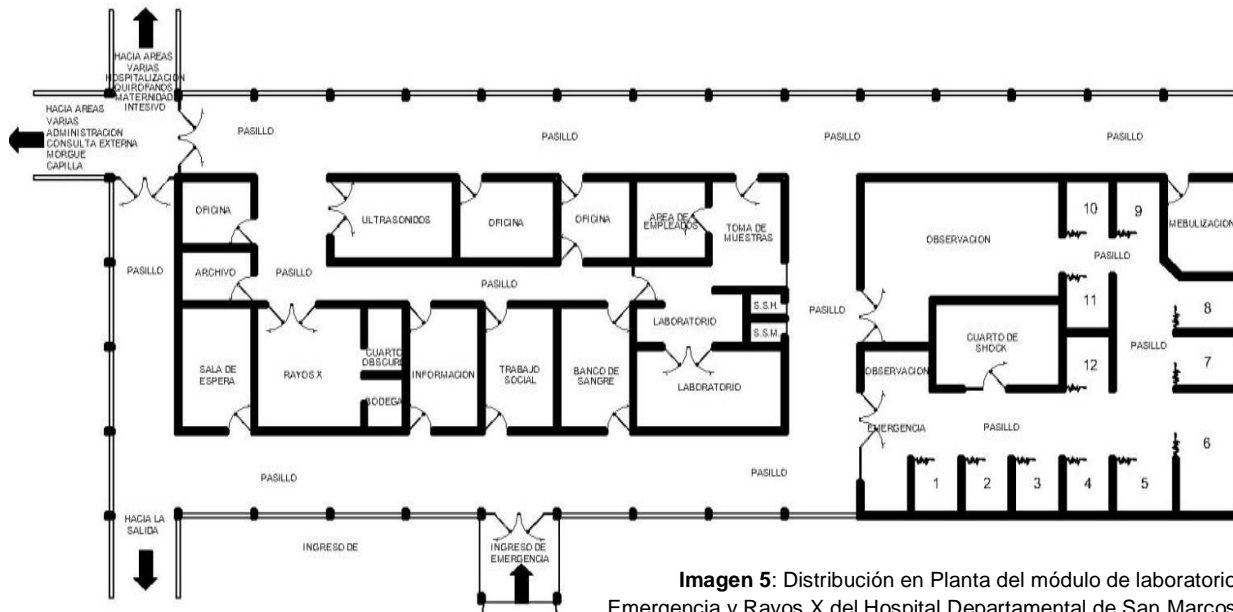 HACIA AREAS
VARIAS
HOSPITALIZACION
QUIROFANOS
MATERNIDAD
INTESIVO
HACIA AREAS
VARIAS
ADMINISTRACION
CONSULTA EXTERNA
MORGUE
CAPILLA
PASILLO
PASILLO
PASILLO
PASILLO
OFICINA
ULTRASONIDOS
OFICINA
OFICINA
AREA DE
EMPLEADOS
TOMA DE
MUESTRAS
OBSERVACION
10
9
MEBULIZACION
PASILLO
ARCHIVO
PASILLO
PASILLO
PASILLO
PASILLO
11
8
S.S.H.
S.S.M.
LABORATORIO
SALA DE
ESPERA
RAYOS X
CUARTO
OBSCURO
BODEGA
INFORMACION
TRABAJO
SOCIAL
BANCO DE
SANGRE
LABORATORIO
OBSERVACION
CUARTO DE
SHOCK
12
PASILLO
7
EMERGENCIA
PASILLO
6
PASILLO
PASILLO
1
2
3
4
5
HACIA LA
SALIDA
INGRESO DE
INGRESO DE
EMERGENCIA
Imagen 5: Distribución en Planta del módulo de laboratorio
Emergencia y Rayos X del Hospital Departamental de San Marcos